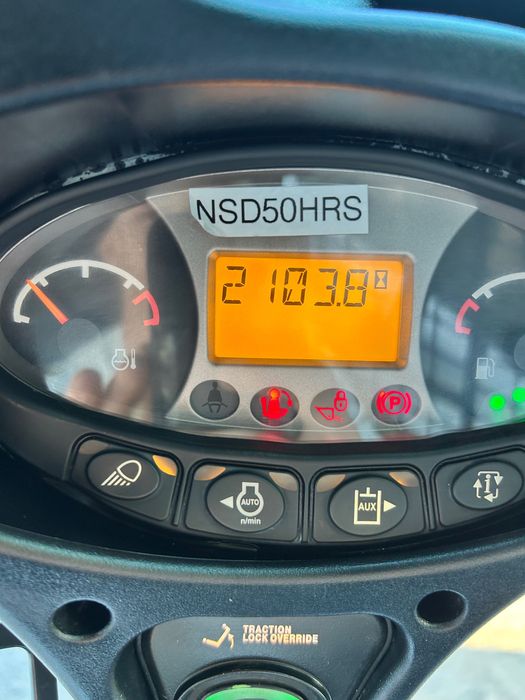 NSD50HRS
2103.8
P
AUTO
n/min
AUX
i
TRACTION
LOCK OVERRIDE